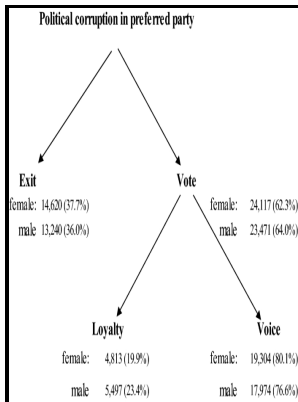 Political corruption in preferred party
Exit
female: 14,620 (37.7%)
male 13,240 (36.0%)
Vote
female: 24,117 (62.3%)
male 23,471 (64.0%)
Loyalty
female: 4,813 (19.9%)
male 5,497 (23.4%)
Voice
female: 19,304 (80.1%)
male 17,974 (76.6%)